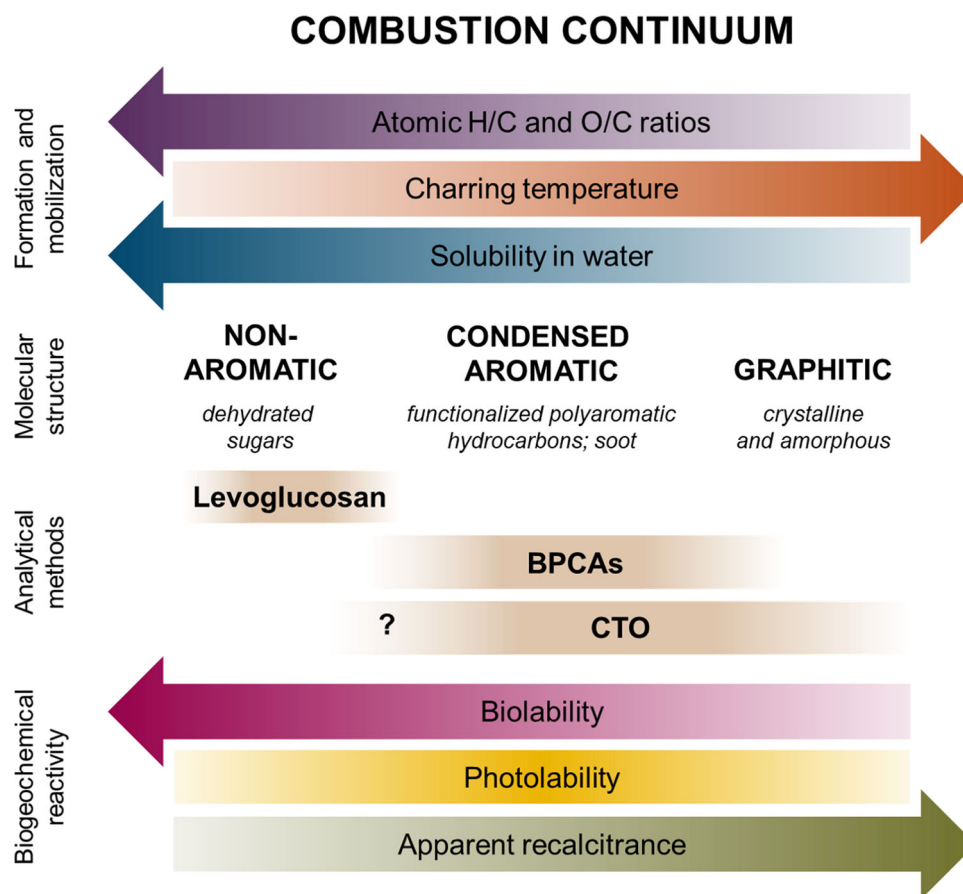 COMBUSTION CONTINUUM
Formation and
mobilization
Atomic H/C and O/C ratios
Charring temperature
Solubility in water
Molecular
structure
NON-
AROMATIC
dehydrated
sugars
CONDENSED
AROMATIC
functionalized polyaromatic
hydrocarbons; soot
GRAPHITIC
crystalline
and amorphous
Analytical
methods
Levoglucosan
BPCAs
?
CTO
Biogeochemical
reactivity
Biolability
Photolability
Apparent recalcitrance